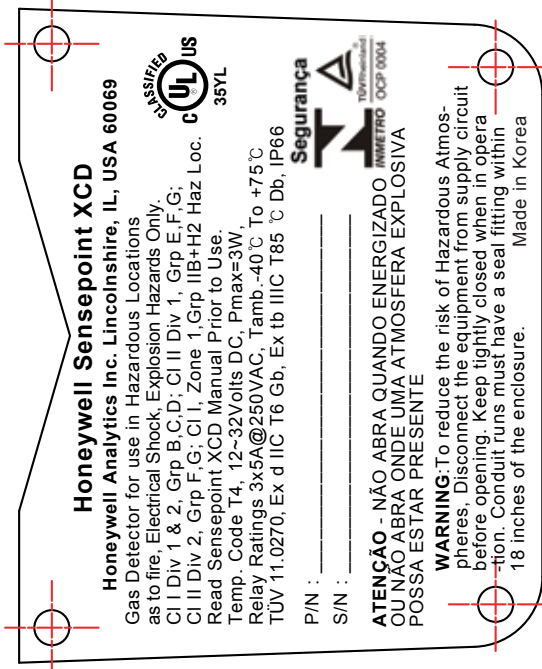 Honeywell Sensepoint XCD
Honeywell Analytics Inc. Lincolnshire, IL, USA 60069
Gas Detector for use in Hazardous Locations
as to fire, Electrical Shock, Explosion Hazards Only.
Cl I Div 1 & 2, Grp B,C,D; Cl II Div 1, Grp E,F,G;
Cl II Div 2, Grp F,G; Cl I, Zone 1,Grp IIB+H2 Haz Loc.
Read Sensepoint XCD Manual Prior to Use.
Temp. Code T4, 12~32Volts DC, Pmax=3W,
Relay Ratings 3x5A@250VAC, Tamb.-40℃ To +75℃
TÜV 11.0270, Ex d IIC T6 Gb, Ex tb IIIC T85 ℃ Db, IP66
CLASSIFIED
C UL US
35YL
P/N : ____________________
S/N : ____________________
Segurança
TÜVRheinland
INMETRO OCP 0004
ATENÇÃO - NÃO ABRA QUANDO ENERGIZADO
OU NÃO ABRA ONDE UMA ATMOSFERA EXPLOSIVA
POSSA ESTAR PRESENTE
WARNING:To reduce the risk of Hazardous Atmos-
pheres, Disconnect the equipment from supply circuit
before opening. Keep tightly closed when in opera
-tion. Conduit runs must have a seal fitting within
18 inches of the enclosure. Made in Korea